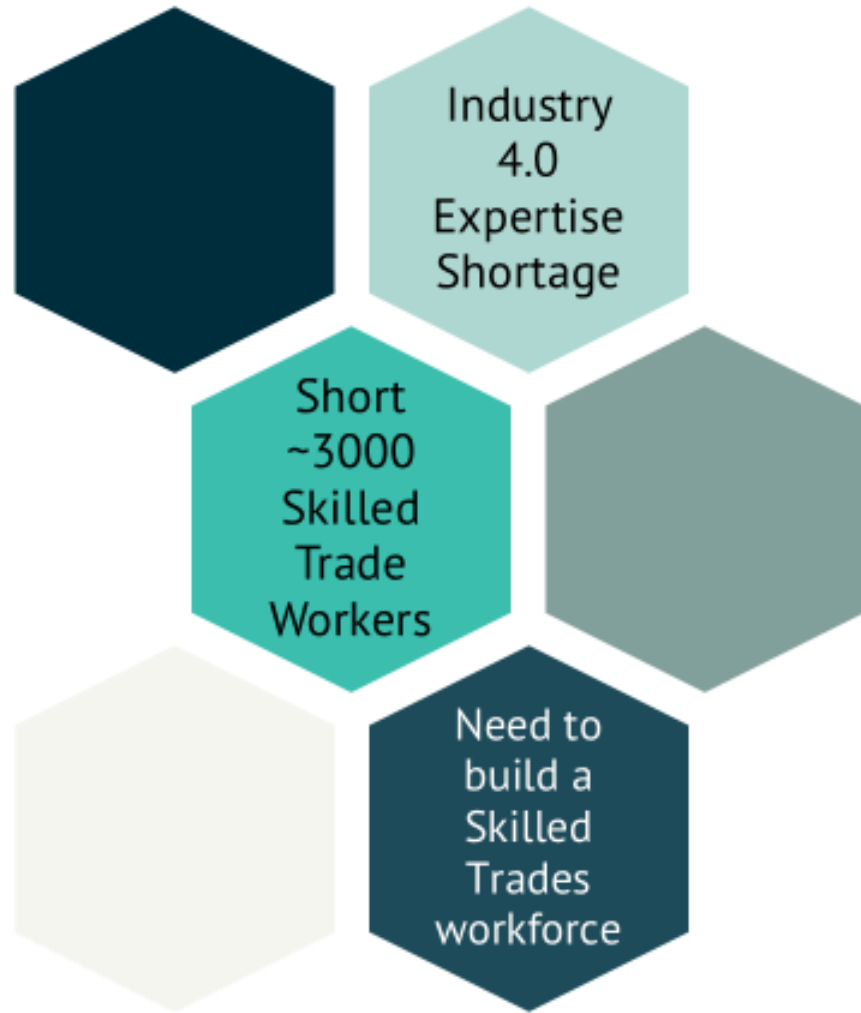 Industry
4.0
Expertise
Shortage
Short
~3000
Skilled
Trade
Workers
Need to
build a
Skilled
Trades
workforce